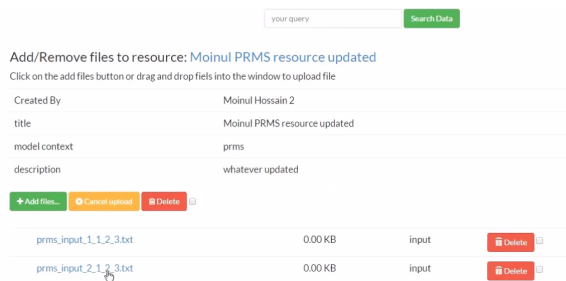 your query Search Data
Add/Remove files to resource: Moinul PRMS resource updated
Click on the add files button or drag and drop fiels into the window to upload file
Created By Moinul Hossain 2
title Moinul PRMS resource updated
model context prms
description whatever updated
+ Add files... Cancel upload Delete
prms_input_1_1_2_3.txt 0.00 KB input Delete
prms_input_2_1_2_3.txt 0.00 KB input Delete